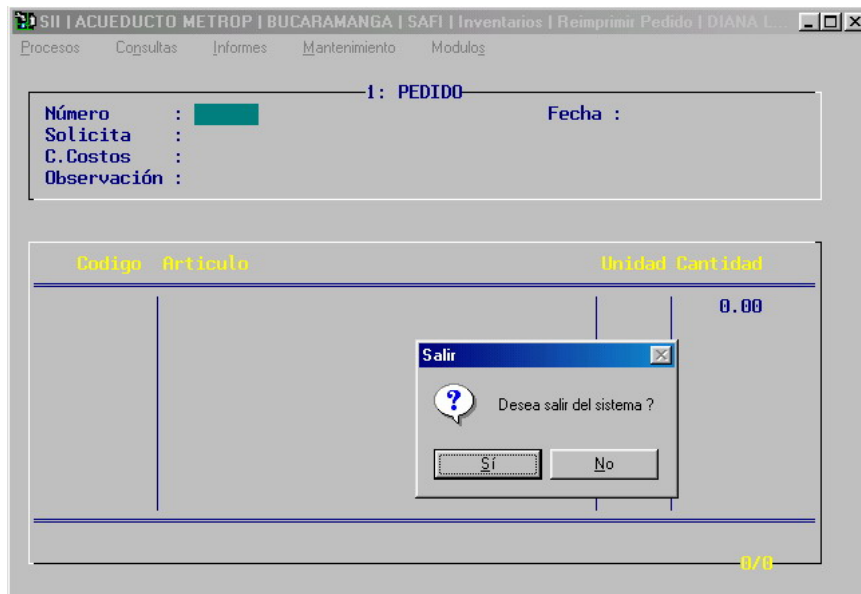 SII | ACUEDUCTO METROP | BUCARAMANGA | SAFI | Inventarios | Reimprimir Pedido | DIANA L...
Procesos Consultas Informes Mantenimiento Modulos
1: PEDIDO
Número : Fecha :
Solicita :
C.Costos :
Observación :
Codigo Articulo Unidad Cantidad
0.00
Salir
Desea salir del sistema ?
Sí No
0/0